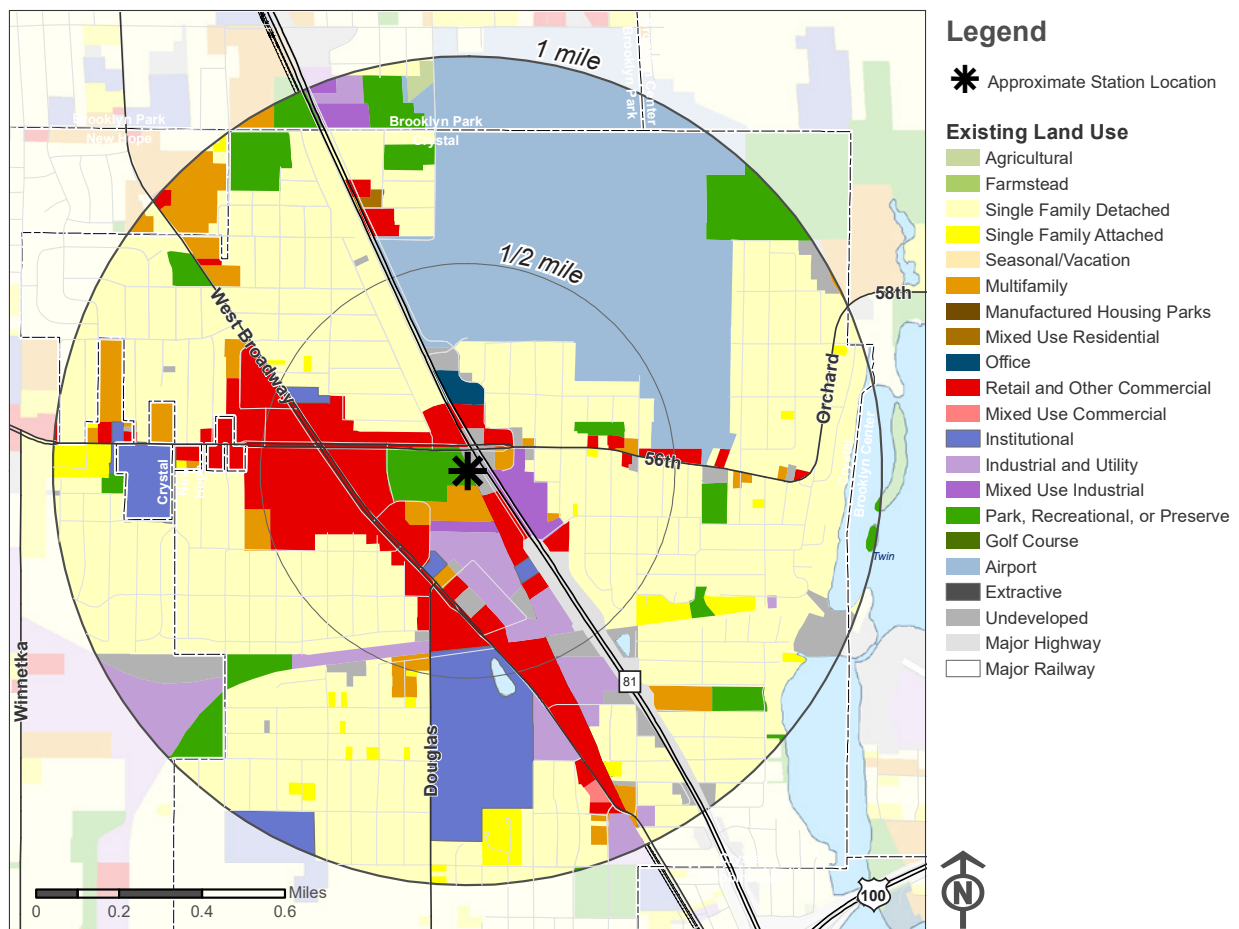 1 mile
Brooklyn Park
Brooklyn Park
New Hope
Brooklyn Park
Crystal
1/2 mile
58th
West Broadway
Orchard
56th
Crystal
Brooklyn Center
Twin
Winnetka
Douglas
81
100
Miles
0
0.2
0.4
0.6
N
Legend
Approximate Station Location
Existing Land Use
Agricultural
Farmstead
Single Family Detached
Single Family Attached
Seasonal/Vacation
Multifamily
Manufactured Housing Parks
Mixed Use Residential
Office
Retail and Other Commercial
Mixed Use Commercial
Institutional
Industrial and Utility
Mixed Use Industrial
Park, Recreational, or Preserve
Golf Course
Airport
Extractive
Undeveloped
Major Highway
Major Railway